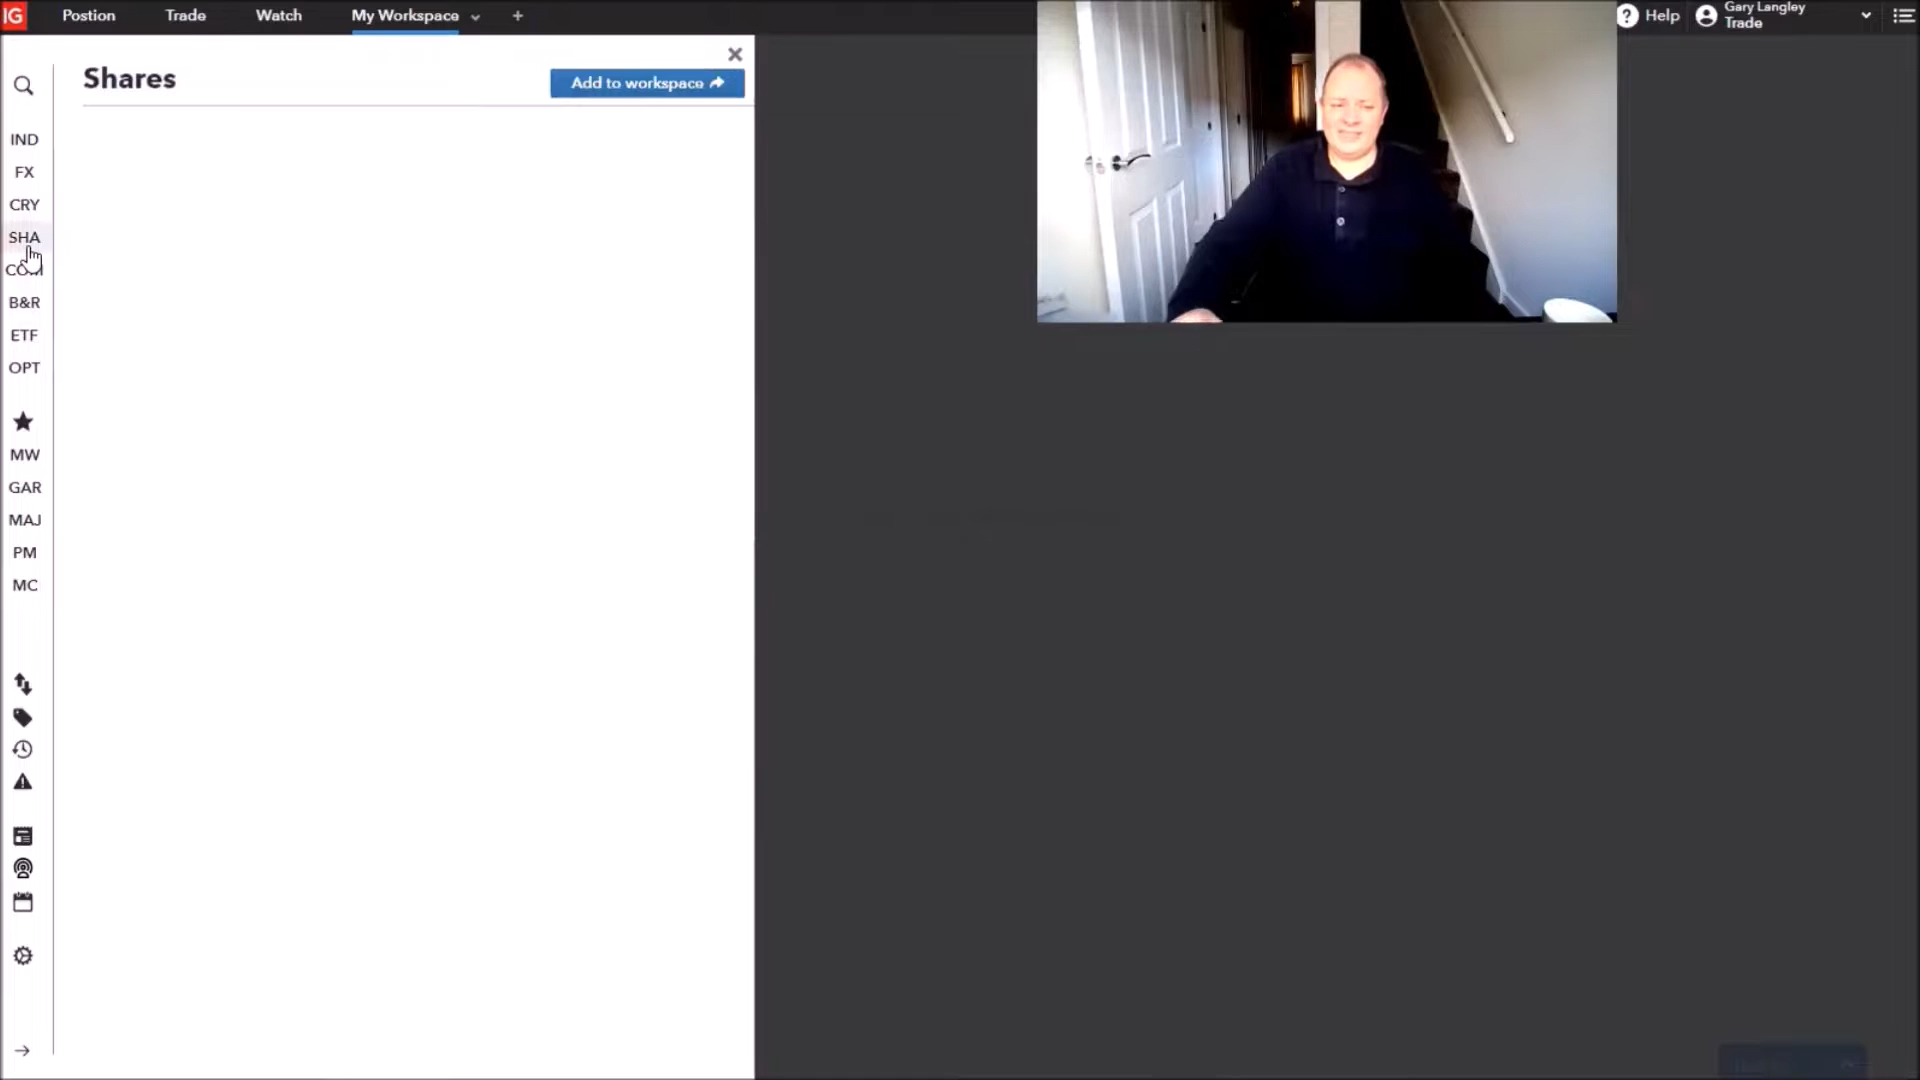 IG
Postion
Trade
Watch
My Workspace
+
? Help
Gary Langley
Trade
Shares
Add to workspace
IND
FX
CRY
SHA
B&R
ETF
OPT
MW
GAR
MAJ
PM
MC